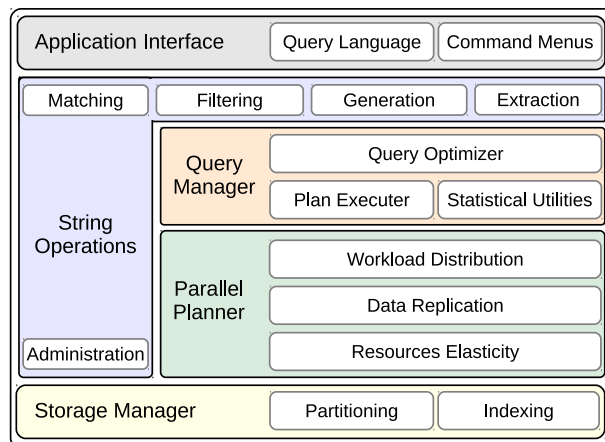 Application Interface
Query Language
Command Menus
Matching
Filtering
Generation
Extraction
String
Operations
Administration
Query
Manager
Query Optimizer
Plan Executer
Statistical Utilities
Parallel
Planner
Workload Distribution
Data Replication
Resources Elasticity
Storage Manager
Partitioning
Indexing